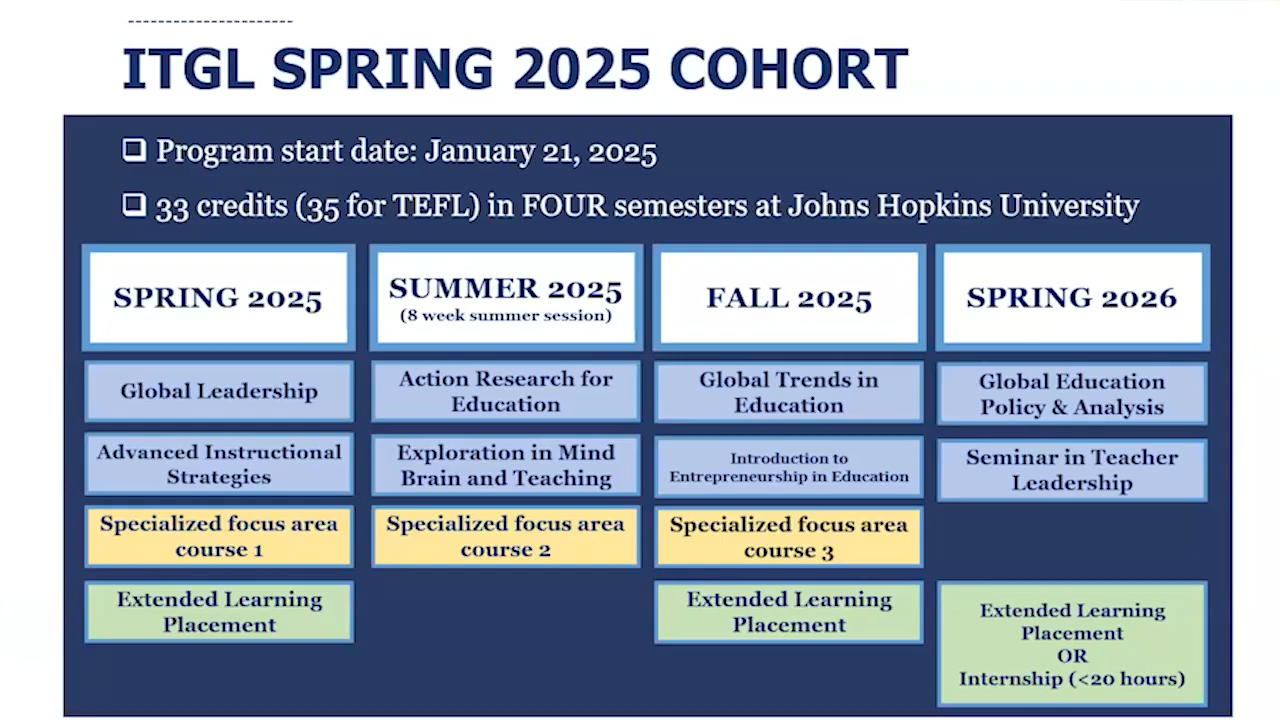 ITGL SPRING 2025 COHORT
Program start date: January 21, 2025
33 credits (35 for TEFL) in FOUR semesters at Johns Hopkins University
SPRING 2025
Global Leadership
Advanced Instructional
Strategies
Specialized focus area
course 1
Extended Learning
Placement
SUMMER 2025
(8 week summer session)
Action Research for
Education
Exploration in Mind
Brain and Teaching
Specialized focus area
course 2
FALL 2025
Global Trends in
Education
Introduction to
Entrepreneurship in Education
Specialized focus area
course 3
Extended Learning
Placement
SPRING 2026
Global Education
Policy & Analysis
Seminar in Teacher
Leadership
Extended Learning
Placement
OR
Internship (<20 hours)